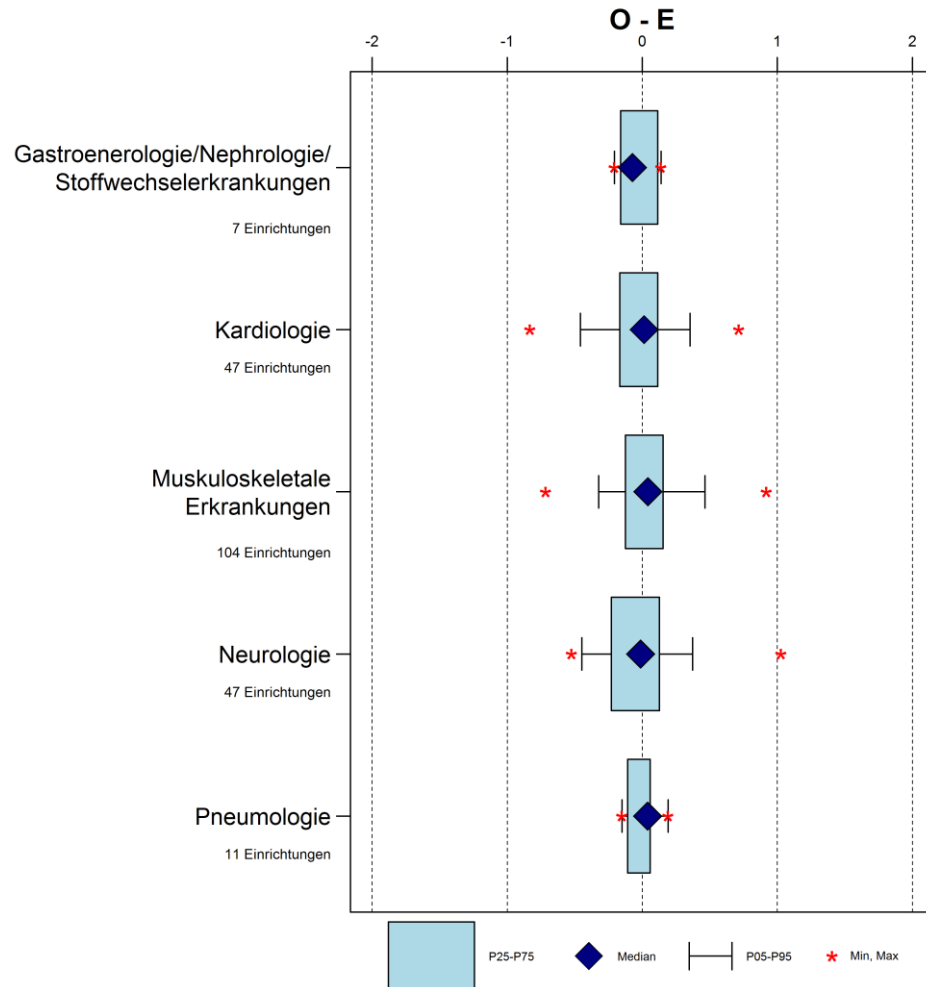 O - E
-2 -1 0 1 2
Gastroenerologie/Nephrologie/
Stoffwechselerkrankungen
7 Einrichtungen
Kardiologie
47 Einrichtungen
Muskuloskeletale
Erkrankungen
104 Einrichtungen
Neurologie
47 Einrichtungen
Pneumologie
11 Einrichtungen
P25-P75 Median P05-P95 Min, Max